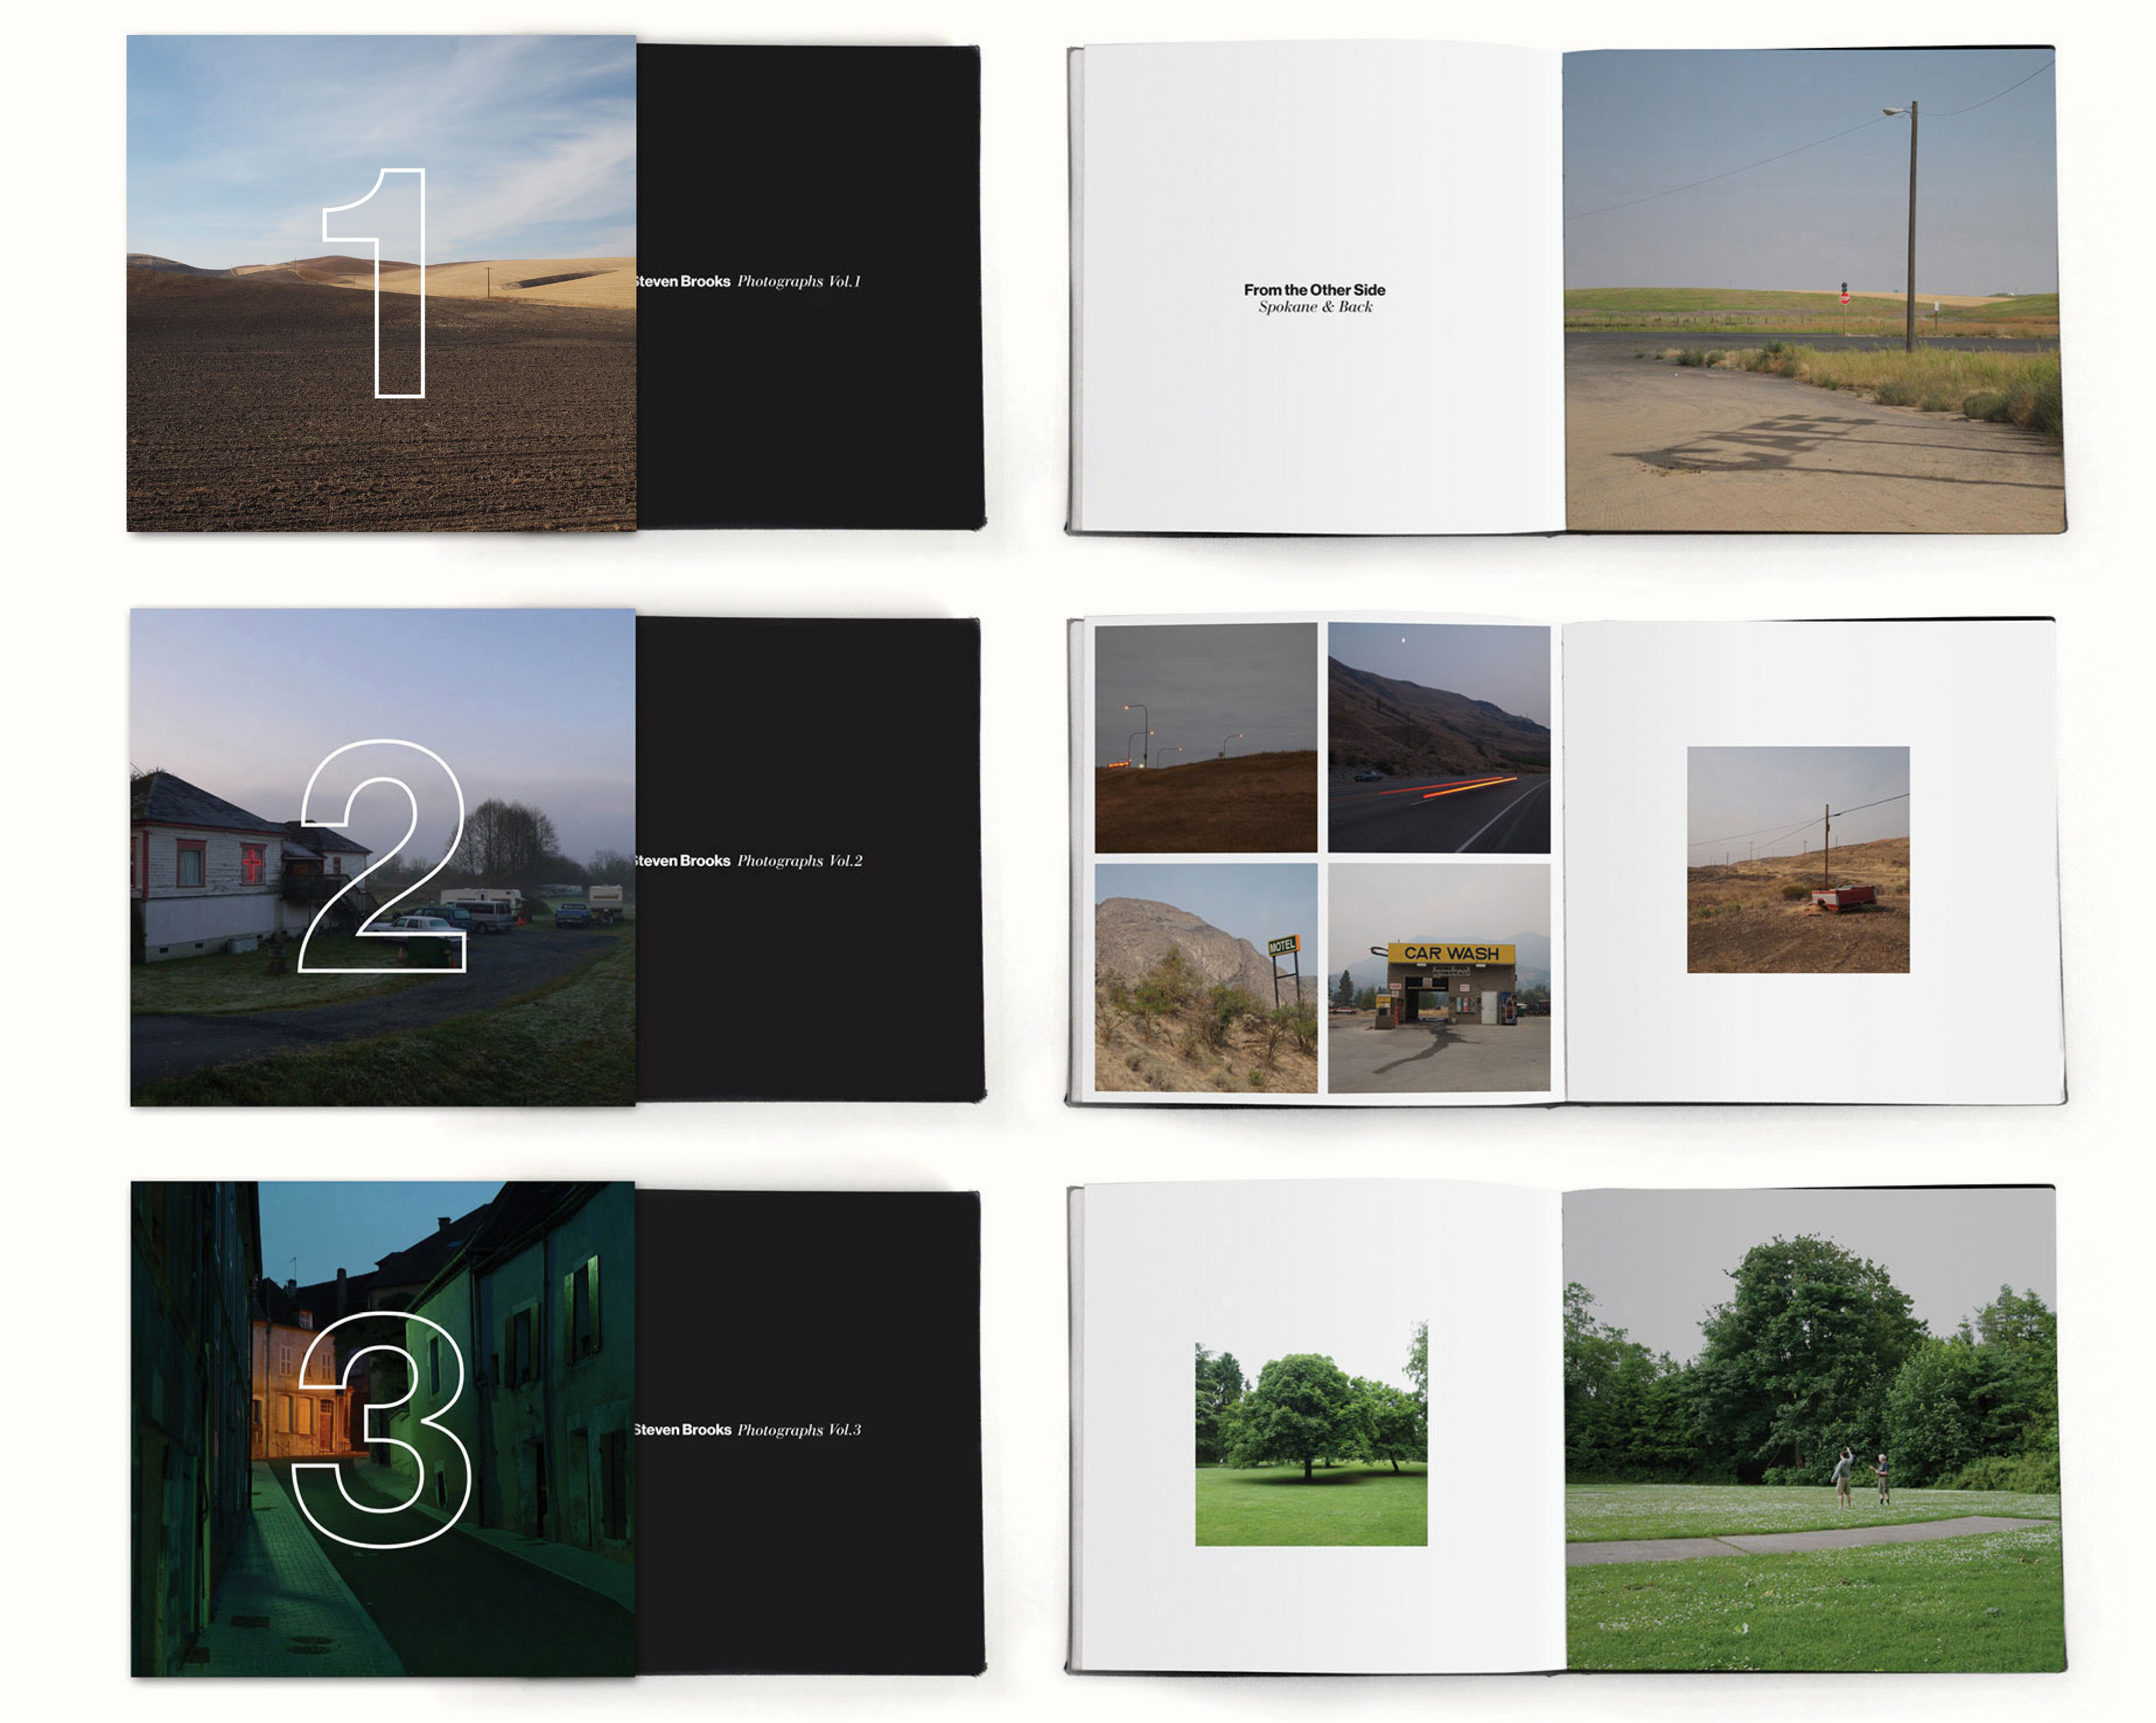 1
Steven Brooks Photographs Vol.1
From the Other Side
Spokane & Back
2
Steven Brooks Photographs Vol.2
MOTEL
CAR WASH
3
Steven Brooks Photographs Vol.3